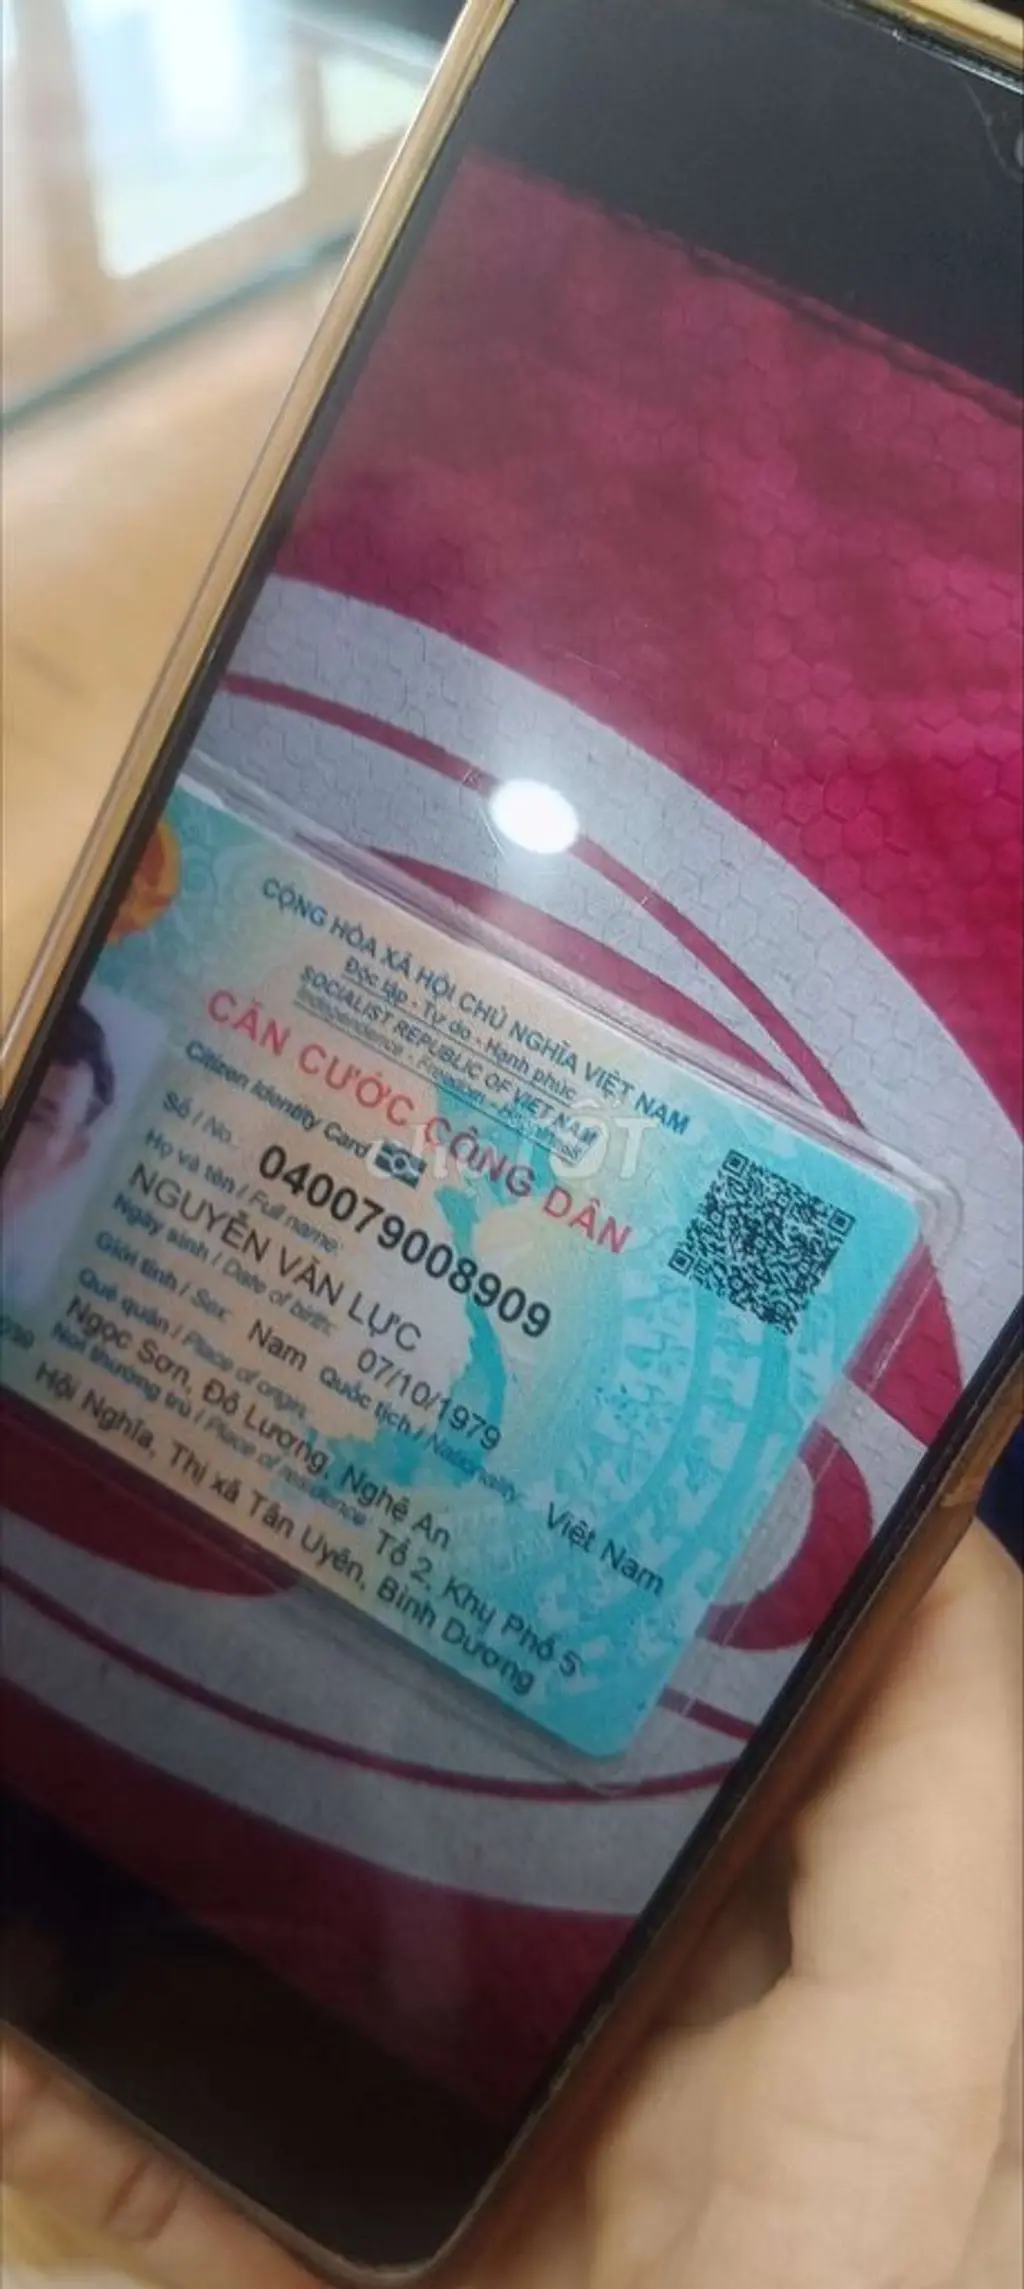 CỘNG HÒA XÃ HỘI CHỦ NGHĨA VIỆT NAM
Độc lập - Tự do - Hạnh phúc
SOCIALIST REPUBLIC OF VIET NAM
Independence - Freedom - Happiness
CĂN CƯỚC CÔNG DÂN
Citizen Identity Card
Số / No.: 040079008909
Họ và tên / Full name:
NGUYỄN VĂN LỰC
Ngày sinh / Date of birth: 07/10/1979
Giới tính / Sex: Nam Quốc tịch / Nationality: Việt Nam
Quê quán / Place of origin:
Ngọc Sơn, Đô Lương, Nghệ An
Nơi thường trú / Place of residence: Tổ 2, Khu Phố 5
Hội Nghĩa, Thị xã Tân Uyên, Bình Dương